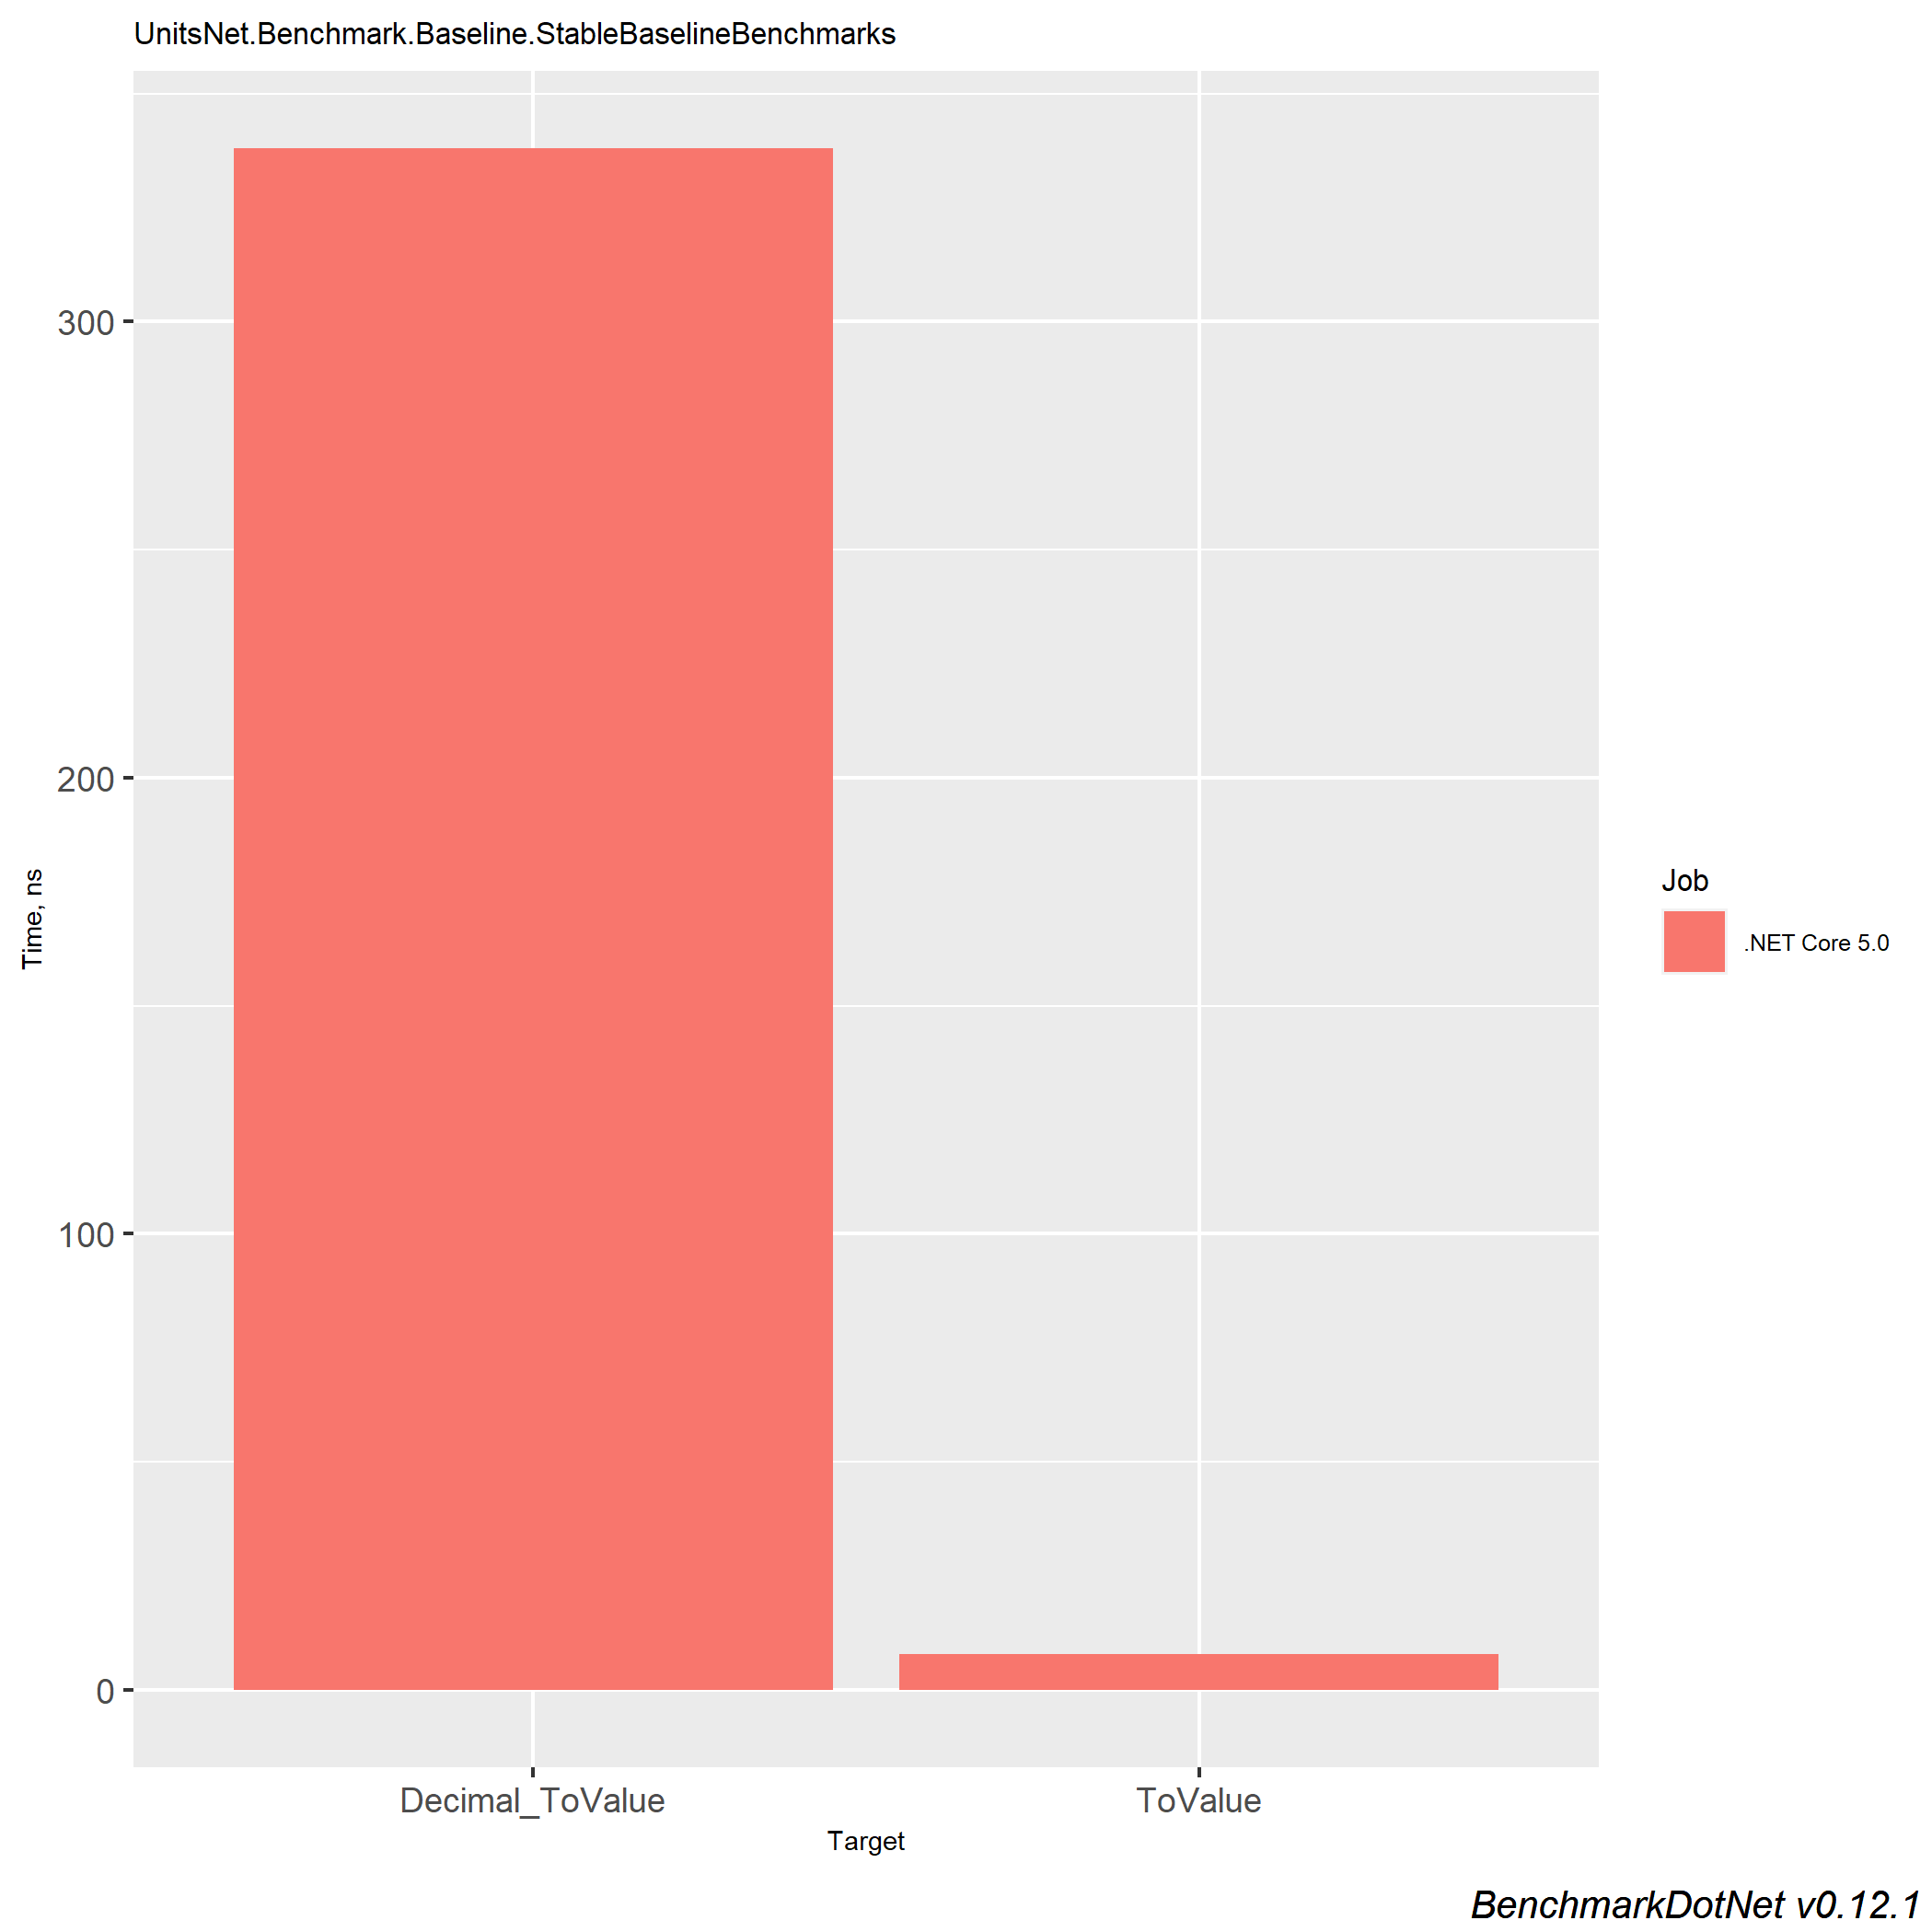 UnitsNet.Benchmark.Baseline.StableBaselineBenchmarks
300
200
100
0
Time, ns
Decimal_ToValue
ToValue
Target
Job
.NET Core 5.0
BenchmarkDotNet v0.12.1